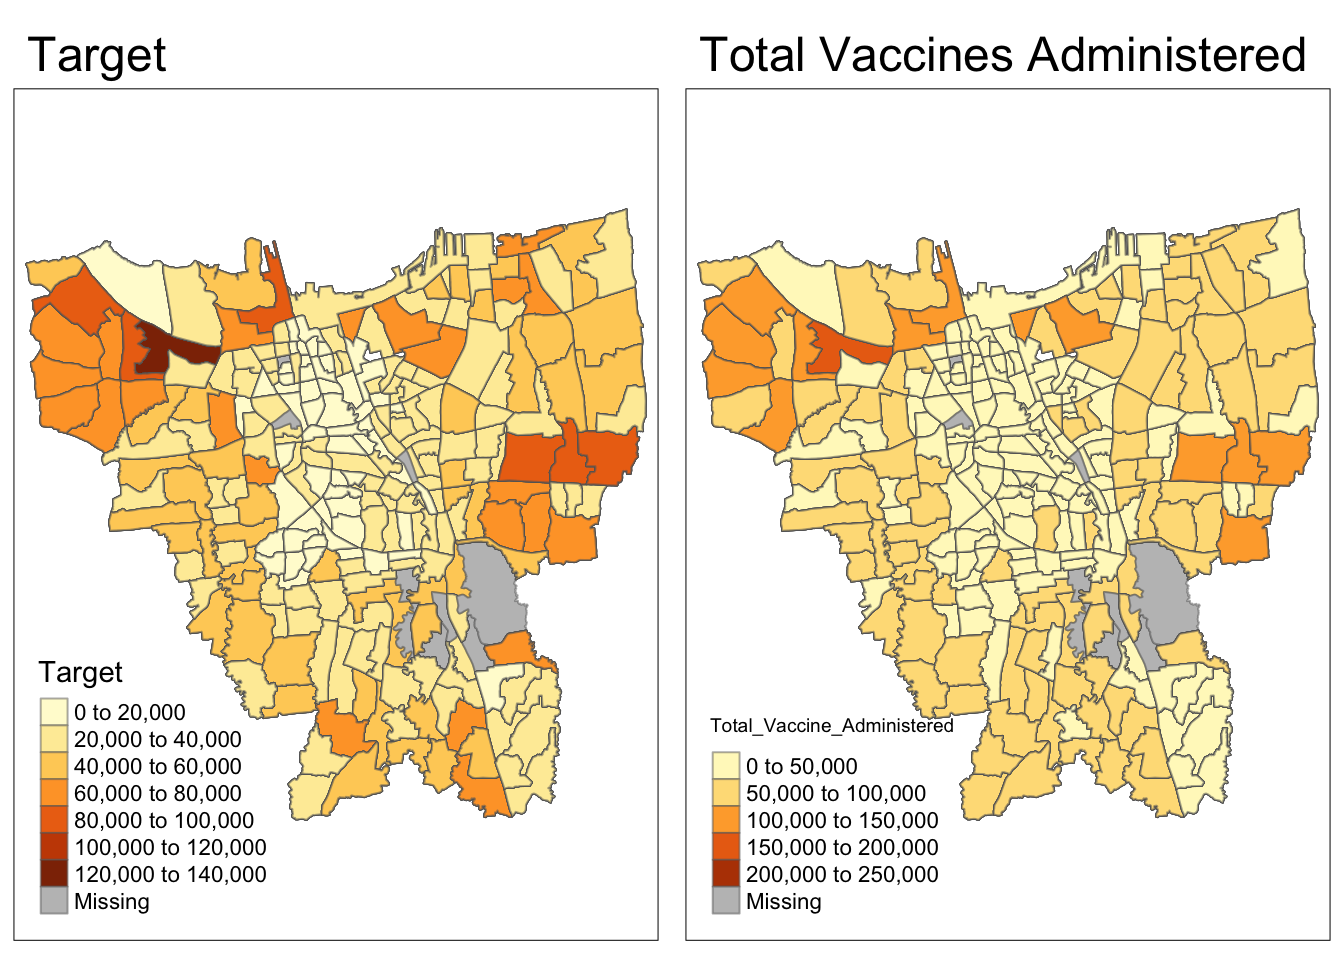 Target
Total Vaccines Administered
Target
0 to 20,000
20,000 to 40,000
40,000 to 60,000
60,000 to 80,000
80,000 to 100,000
100,000 to 120,000
120,000 to 140,000
Missing
Total_Vaccine_Administered
0 to 50,000
50,000 to 100,000
100,000 to 150,000
150,000 to 200,000
200,000 to 250,000
Missing